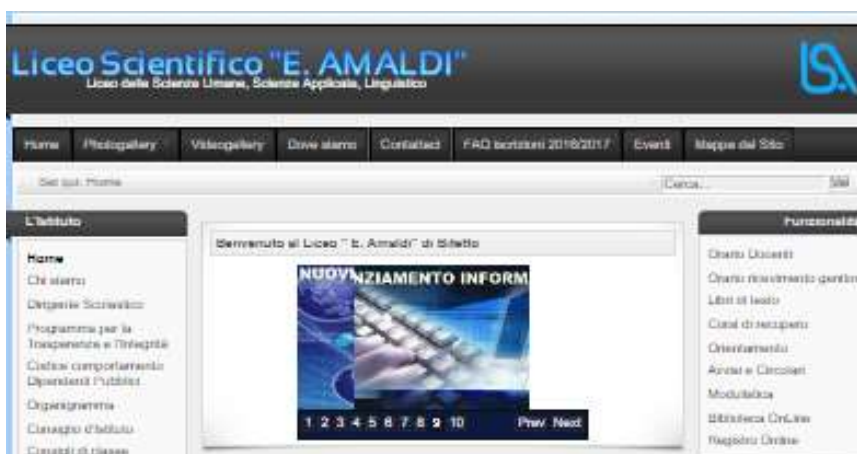 Liceo Scientifico "E. AMALDI"
Liceo delle Scienze Umane, Scienze Applicate, Linguistico
LSA
Home Photogallery Videogallery Dove siamo Contattaci FAQ Iscrizioni 2016/2017 Eventi Mappa del Sito
Sei qui: Home
Cerca... Vai
L'Istituto
Home
Chi siamo
Dirigente Scolastico
Programma per la
Trasparenza e l'Integrità
Codice comportamento
Dipendenti Pubblici
Organigramma
Consiglio d'Istituto
Consigli di classe
Benvenuto al Liceo " E. Amaldi" di Bitetto
NUOV NZIAMENTO INFORM
1 2 3 4 5 6 7 8 9 10 Prev Next
Funzionalità
Orario Docenti
Orario ricevimento genitori
Libri di testo
Corsi di recupero
Orientamento
Avvisi e Circolari
Modulistica
Biblioteca OnLine
Registro Online